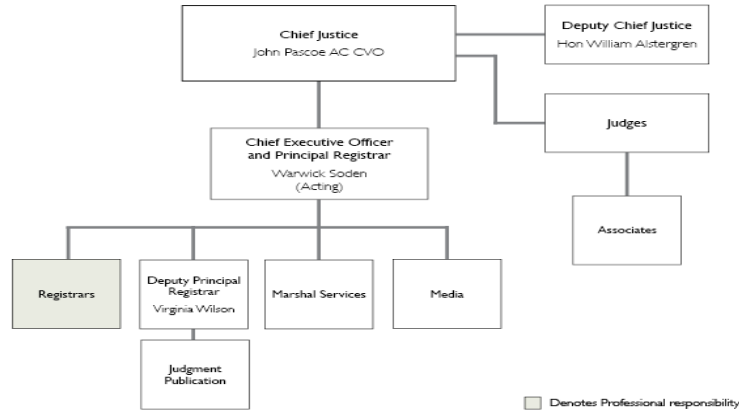 Chief Justice
John Pascoe AC CVO
Deputy Chief Justice
Hon William Alstergren
Judges
Chief Executive Officer
and Principal Registrar
Warwick Soden
(Acting)
Associates
Registrars
Deputy Principal
Registrar
Virginia Wilson
Marshal Services
Media
Judgment
Publication
Denotes Professional responsibility